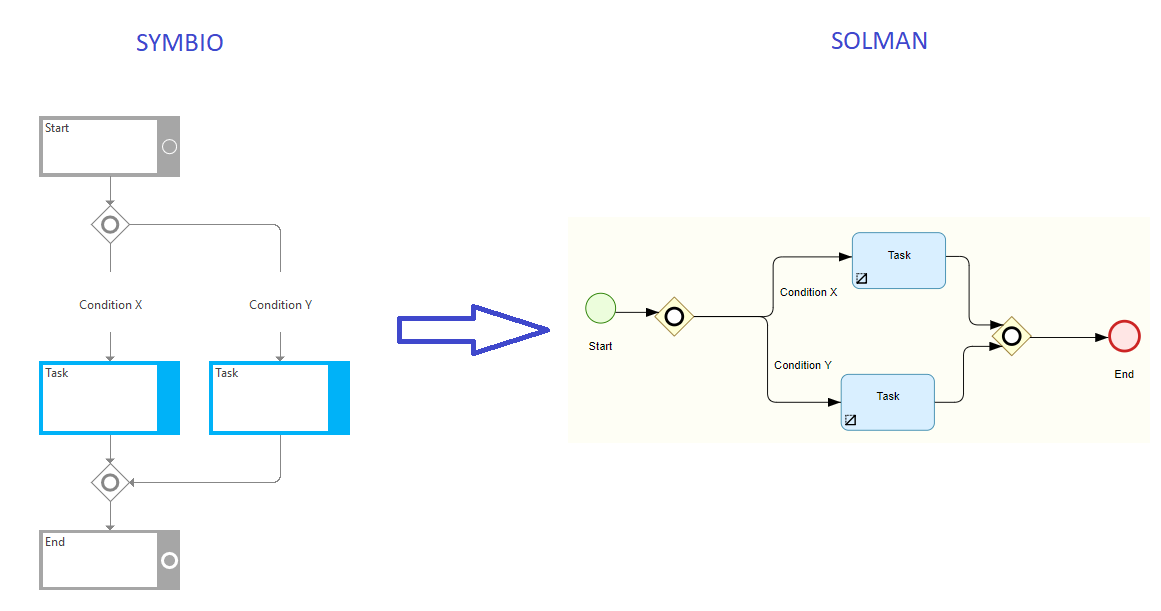 SYMBIO
SOLMAN
Start
Condition X
Condition Y
Task
Task
End
Start
Condition X
Task
Condition Y
Task
End